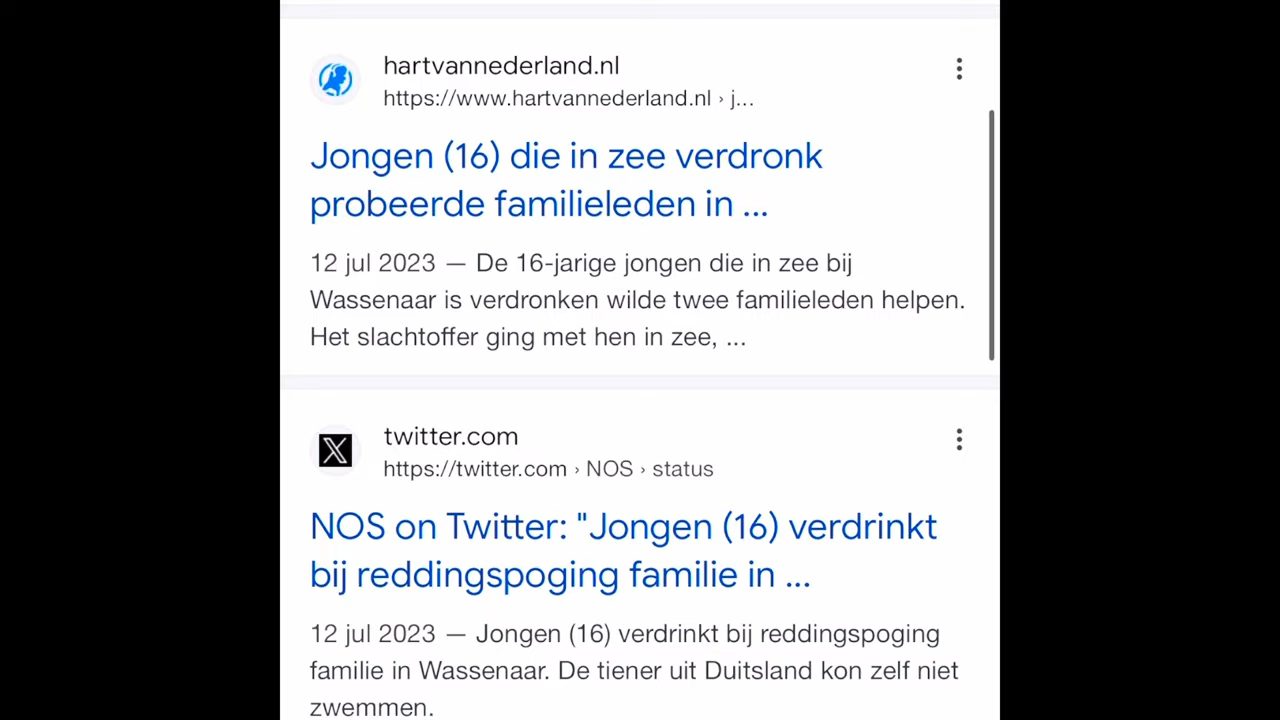 hartvannederland.nl
https://www.hartvannederland.nl › j...
Jongen (16) die in zee verdronk
probeerde familieleden in ...
12 jul 2023 — De 16-jarige jongen die in zee bij
Wassenaar is verdronken wilde twee familieleden helpen.
Het slachtoffer ging met hen in zee, ...
twitter.com
https://twitter.com › NOS › status
NOS on Twitter: "Jongen (16) verdrinkt
bij reddingspoging familie in ...
12 jul 2023 — Jongen (16) verdrinkt bij reddingspoging
familie in Wassenaar. De tiener uit Duitsland kon zelf niet
zwemmen.